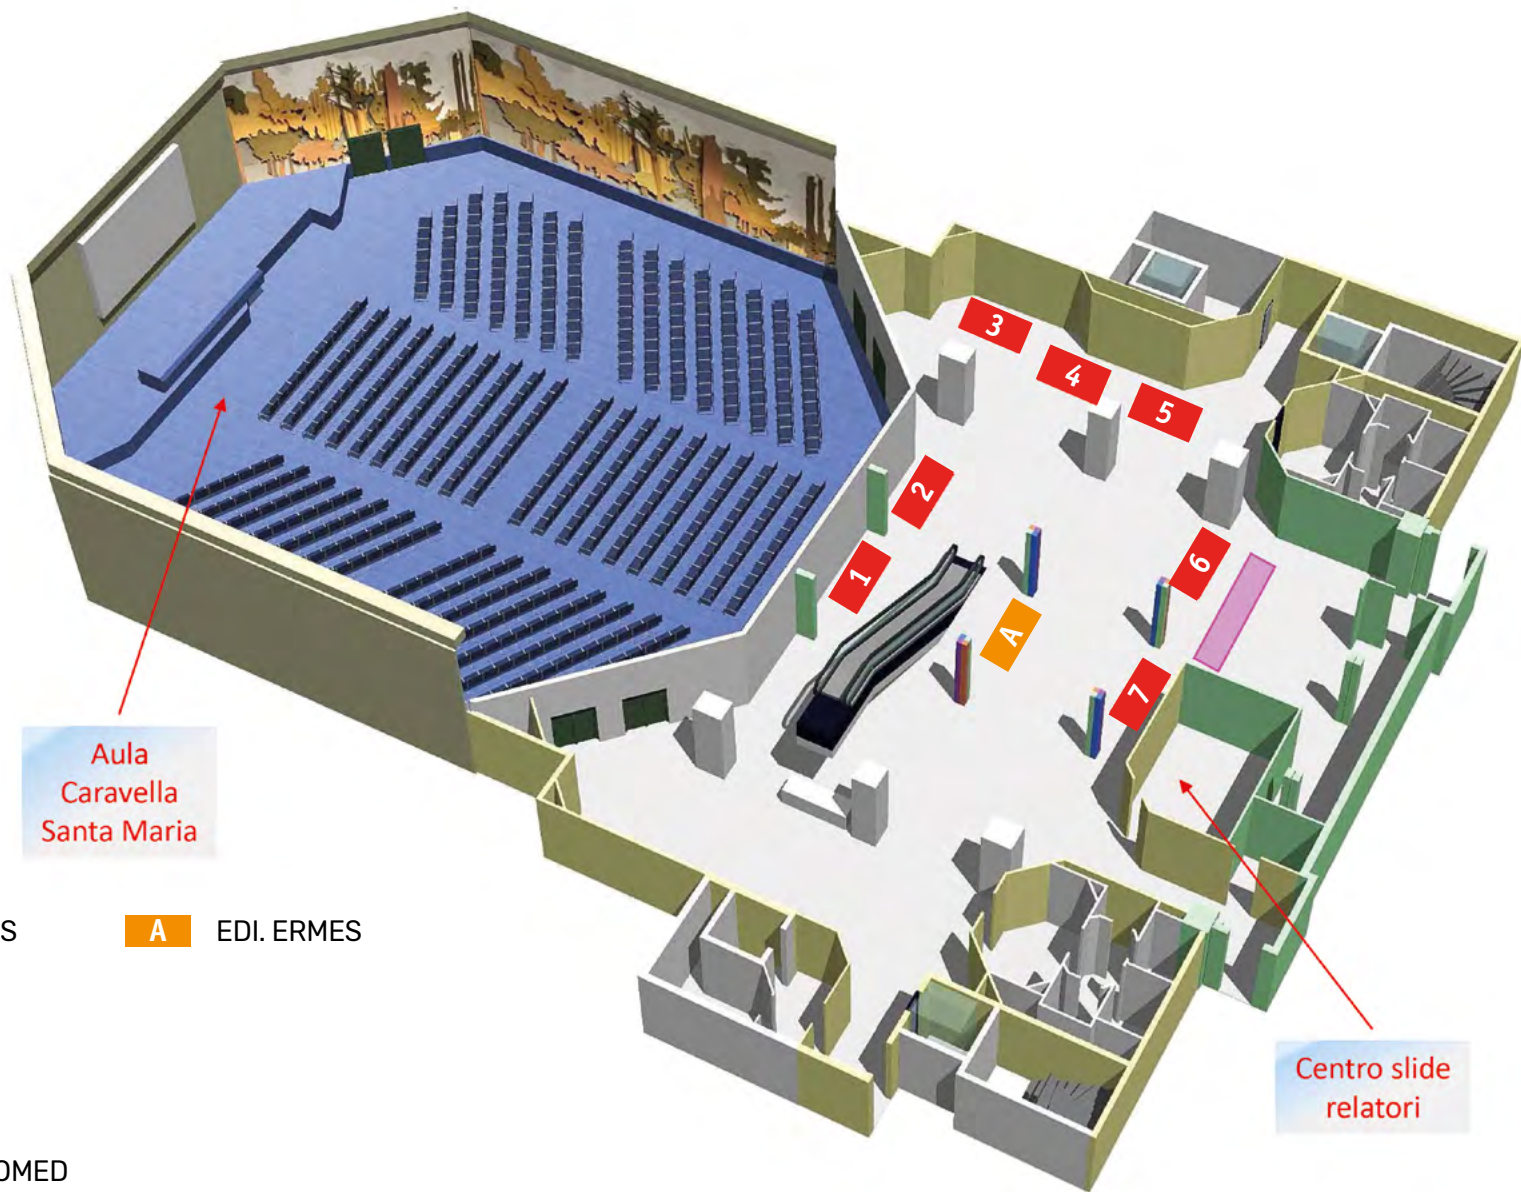 3
4
5
2
1
6
A
7
Aula
Caravella
Santa Maria
S
A EDI. ERMES
Centro slide
relatori
OMED